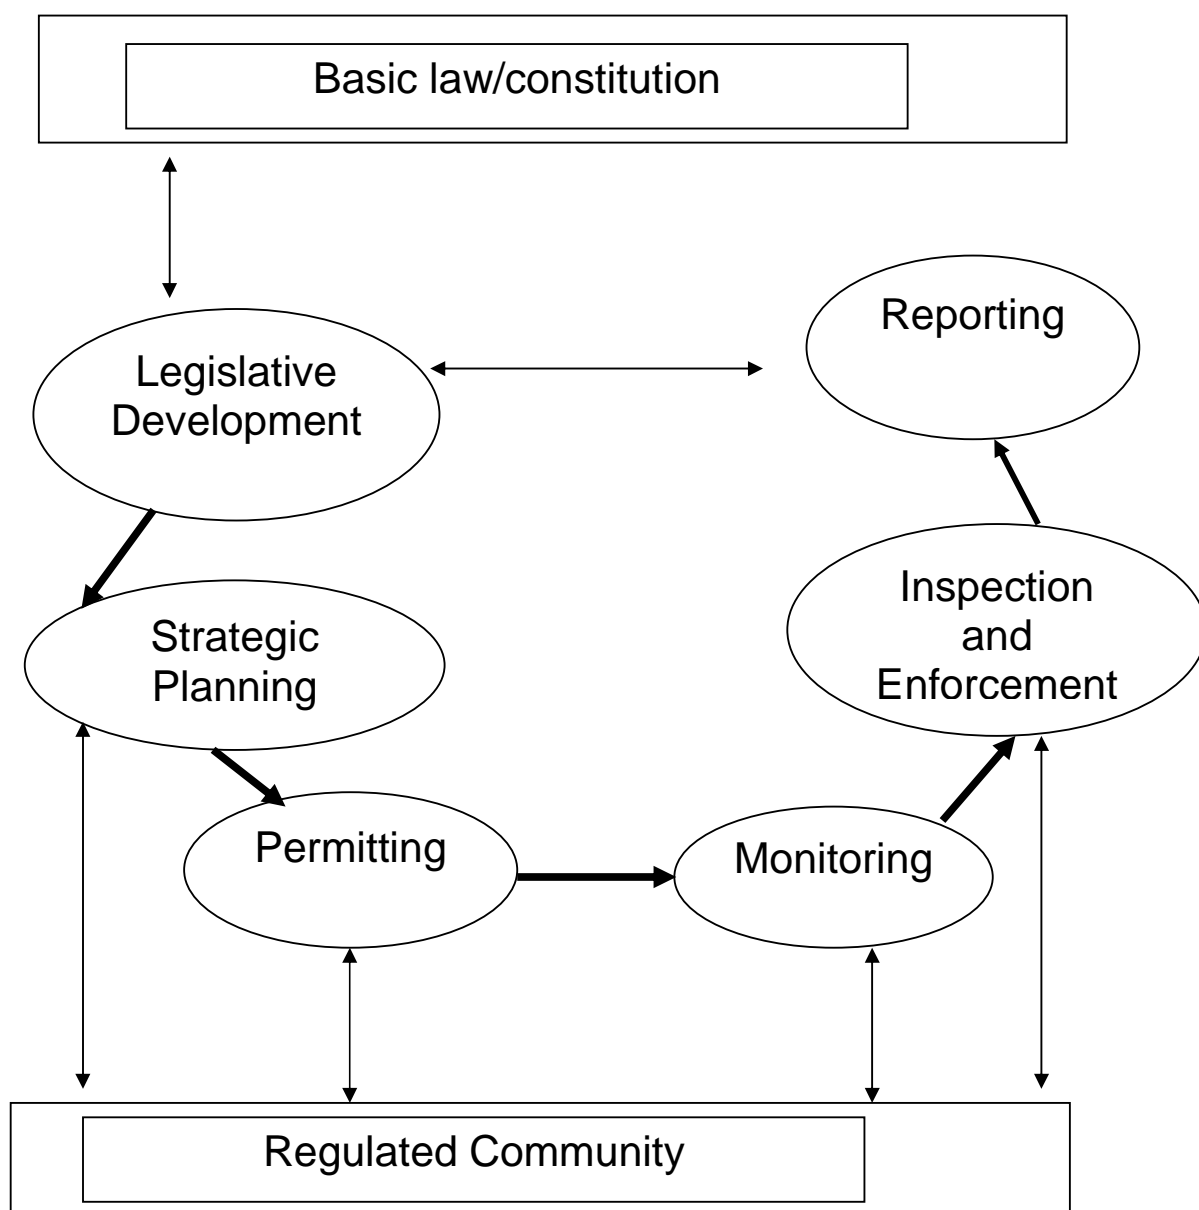 Basic law/constitution
Reporting
Legislative
Development
Inspection
and
Enforcement
Strategic
Planning
Permitting
Monitoring
Regulated Community